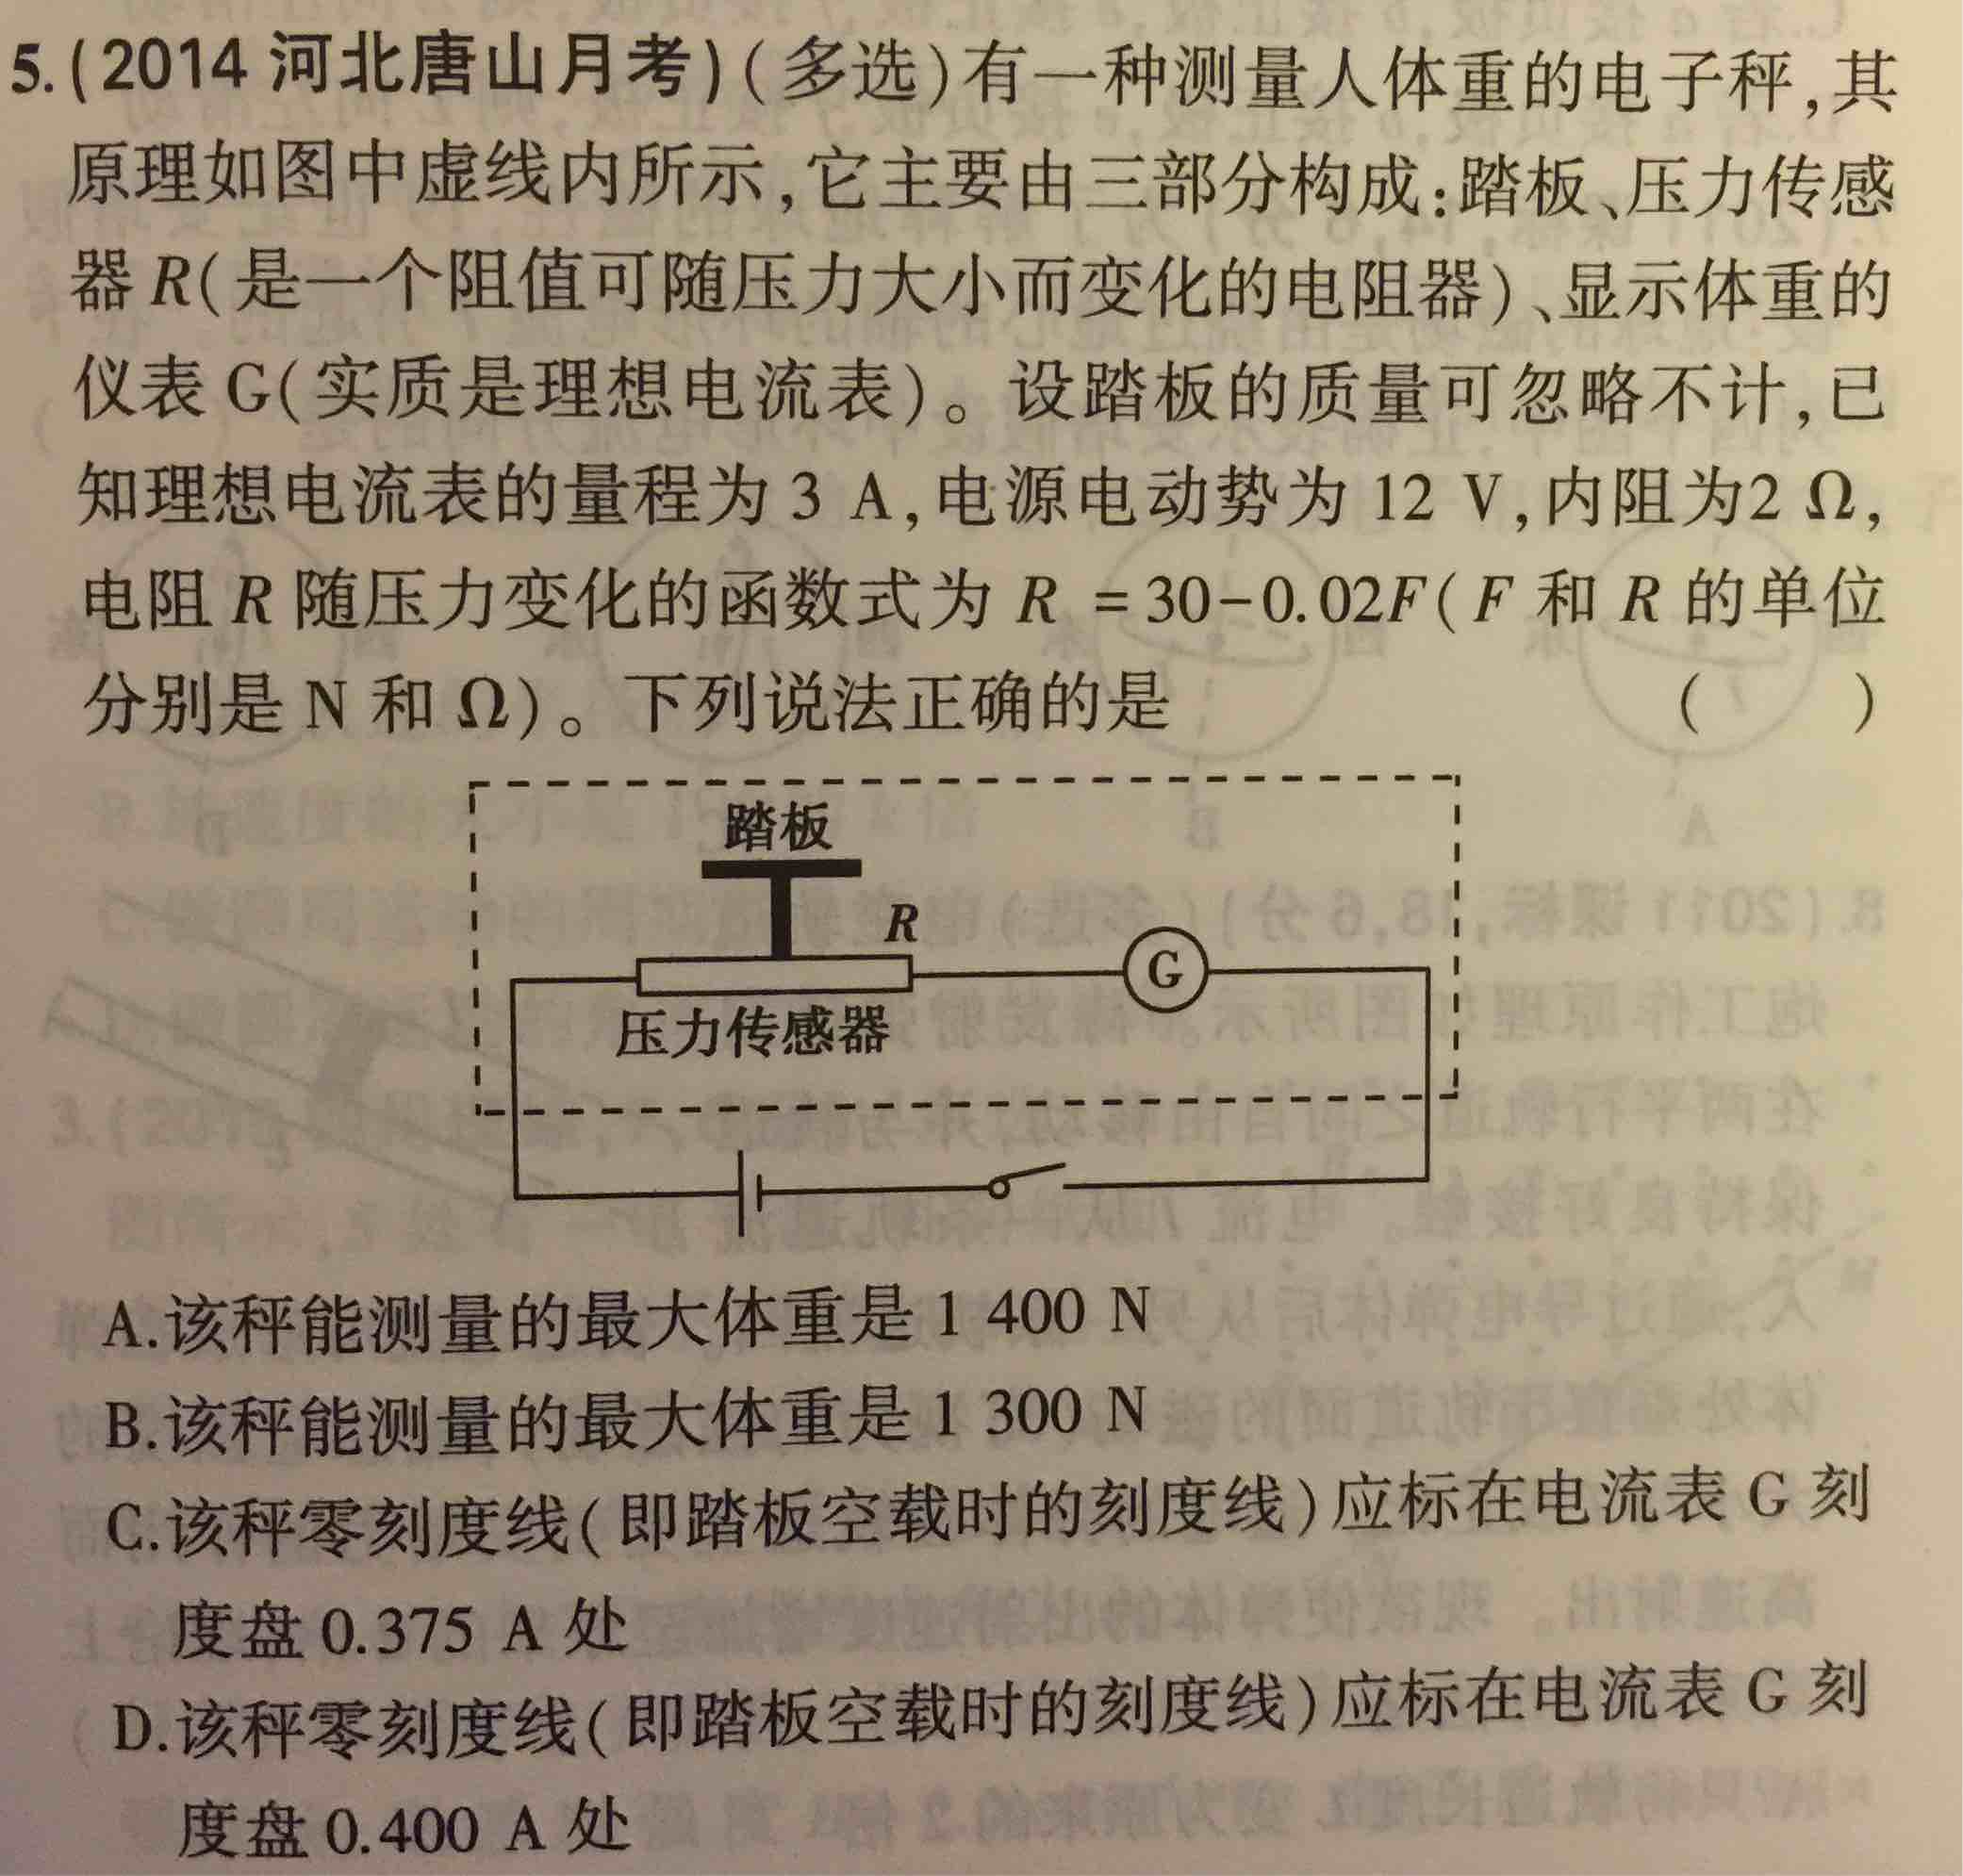 5.(2014 河北唐山月考)(多选)有一种测量人体重的电子秤,其
原理如图中虚线内所示,它主要由三部分构成:踏板、压力传感
器 R(是一个阻值可随压力大小而变化的电阻器)、显示体重的
仪表 G(实质是理想电流表)。设踏板的质量可忽略不计,已
知理想电流表的量程为 3 A,电源电动势为 12 V,内阻为2 Ω,
电阻 R 随压力变化的函数式为 R =30-0.02F(F 和 R 的单位
分别是 N 和 Ω)。下列说法正确的是 ( )
踏板
R
G
压力传感器
A.该秤能测量的最大体重是 1 400 N
B.该秤能测量的最大体重是 1 300 N
C.该秤零刻度线(即踏板空载时的刻度线)应标在电流表 G 刻
度盘 0.375 A 处
D.该秤零刻度线(即踏板空载时的刻度线)应标在电流表 G 刻
度盘 0.400 A 处